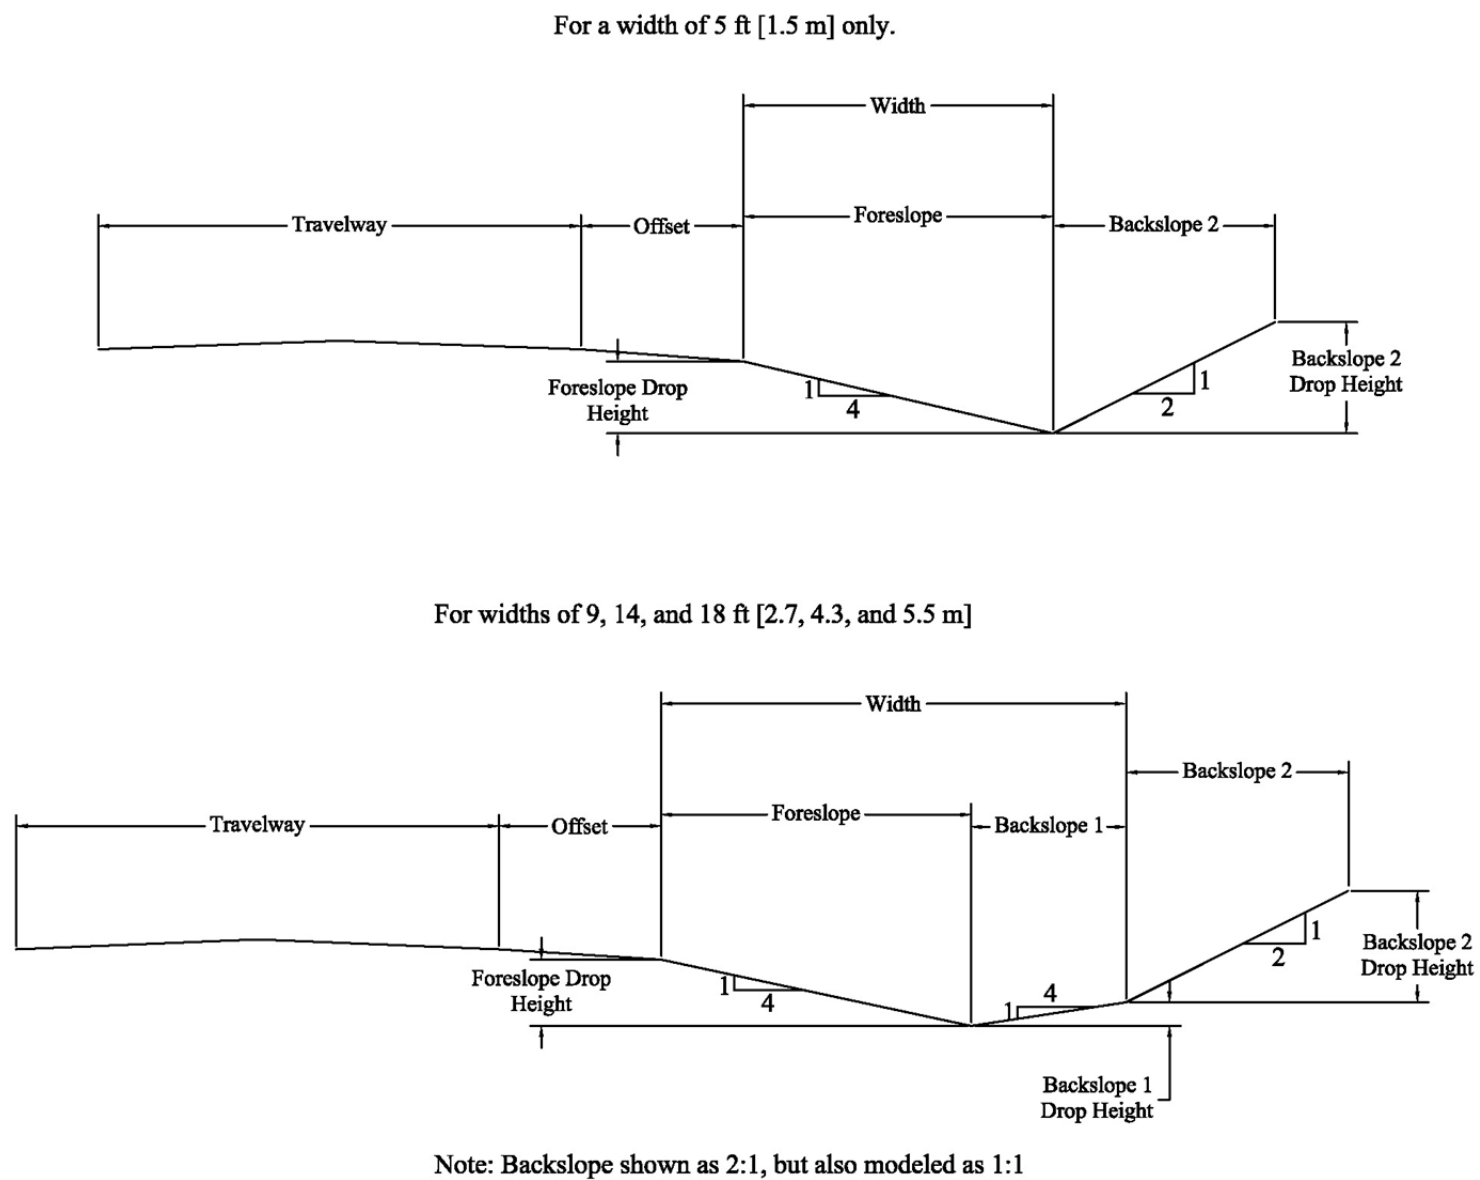 For a width of 5 ft [1.5 m] only.
Width
Foreslope
Travelway
Offset
Backslope 2
Foreslope Drop
Height
1
4
1
2
Backslope 2
Drop Height
For widths of 9, 14, and 18 ft [2.7, 4.3, and 5.5 m]
Width
Backslope 2
Foreslope
Travelway
Offset
Backslope 1
Foreslope Drop
Height
1
4
1
4
1
2
Backslope 2
Drop Height
Backslope 1
Drop Height
Note: Backslope shown as 2:1, but also modeled as 1:1